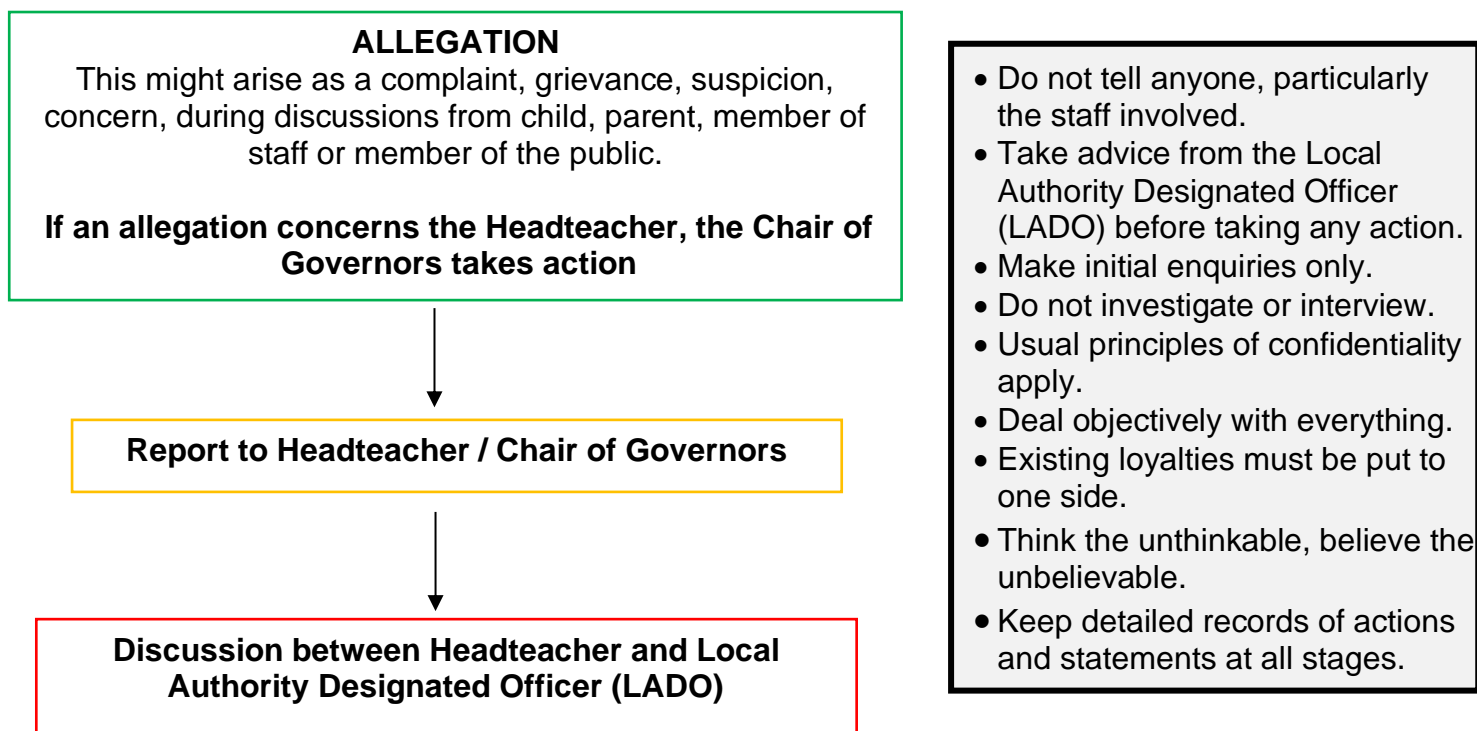 ALLEGATION
This might arise as a complaint, grievance, suspicion,
concern, during discussions from child, parent, member of
staff or member of the public.
If an allegation concerns the Headteacher, the Chair of
Governors takes action
Report to Headteacher / Chair of Governors
Discussion between Headteacher and Local
Authority Designated Officer (LADO)
• Do not tell anyone, particularly
the staff involved.
• Take advice from the Local
Authority Designated Officer
(LADO) before taking any action.
• Make initial enquiries only.
• Do not investigate or interview.
• Usual principles of confidentiality
apply.
• Deal objectively with everything.
• Existing loyalties must be put to
one side.
• Think the unthinkable, believe the
unbelievable.
• Keep detailed records of actions
and statements at all stages.